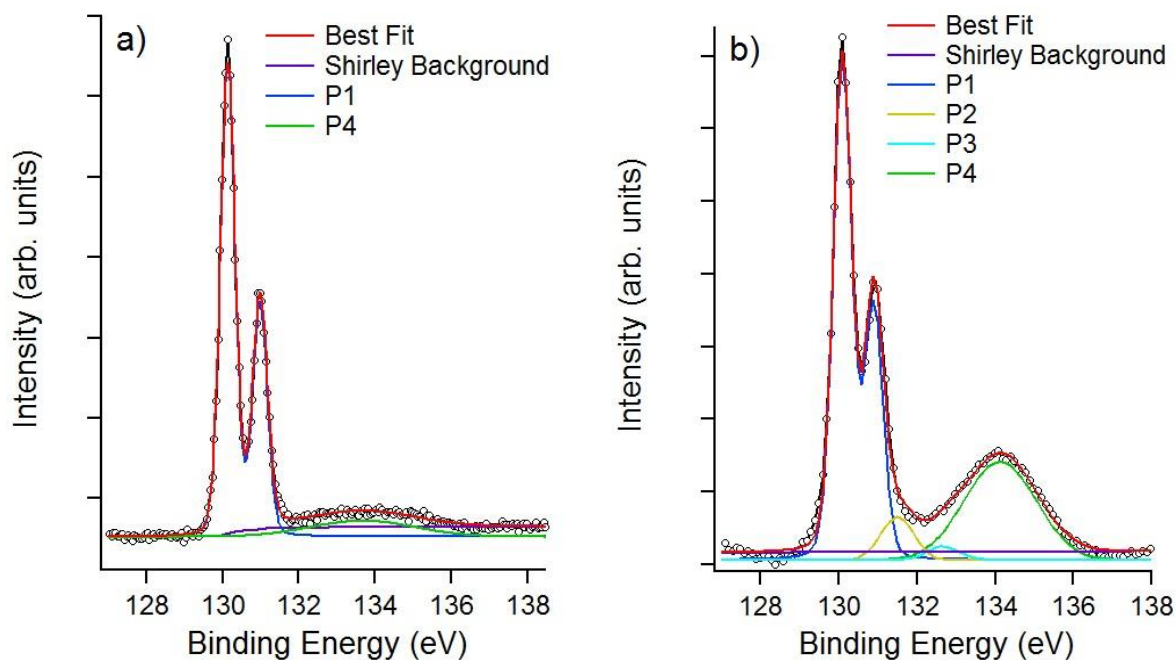 a)
Best Fit
Shirley Background
P1
P4
Intensity (arb. units)
128 130 132 134 136 138
Binding Energy (eV)
b)
Best Fit
Shirley Background
P1
P2
P3
P4
Intensity (arb. units)
128 130 132 134 136 138
Binding Energy (eV)